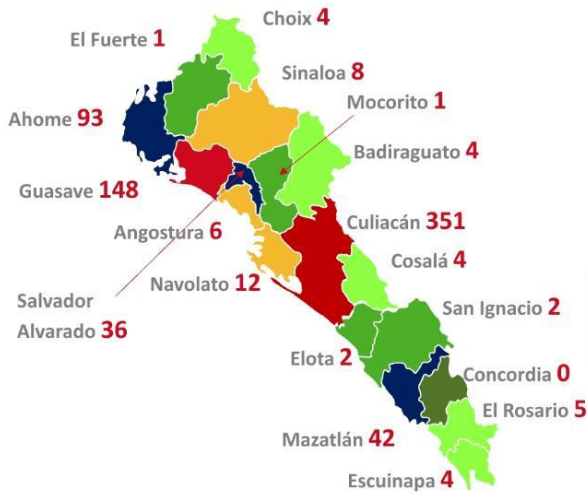 Choix 4
El Fuerte 1
Sinaloa 8
Mocorito 1
Ahome 93
Badiraguato 4
Guasave 148
Culiacán 351
Angostura 6
Cosalá 4
Navolato 12
Salvador
Alvarado 36
San Ignacio 2
Elota 2
Concordia 0
El Rosario 5
Mazatlán 42
Escuinapa 4